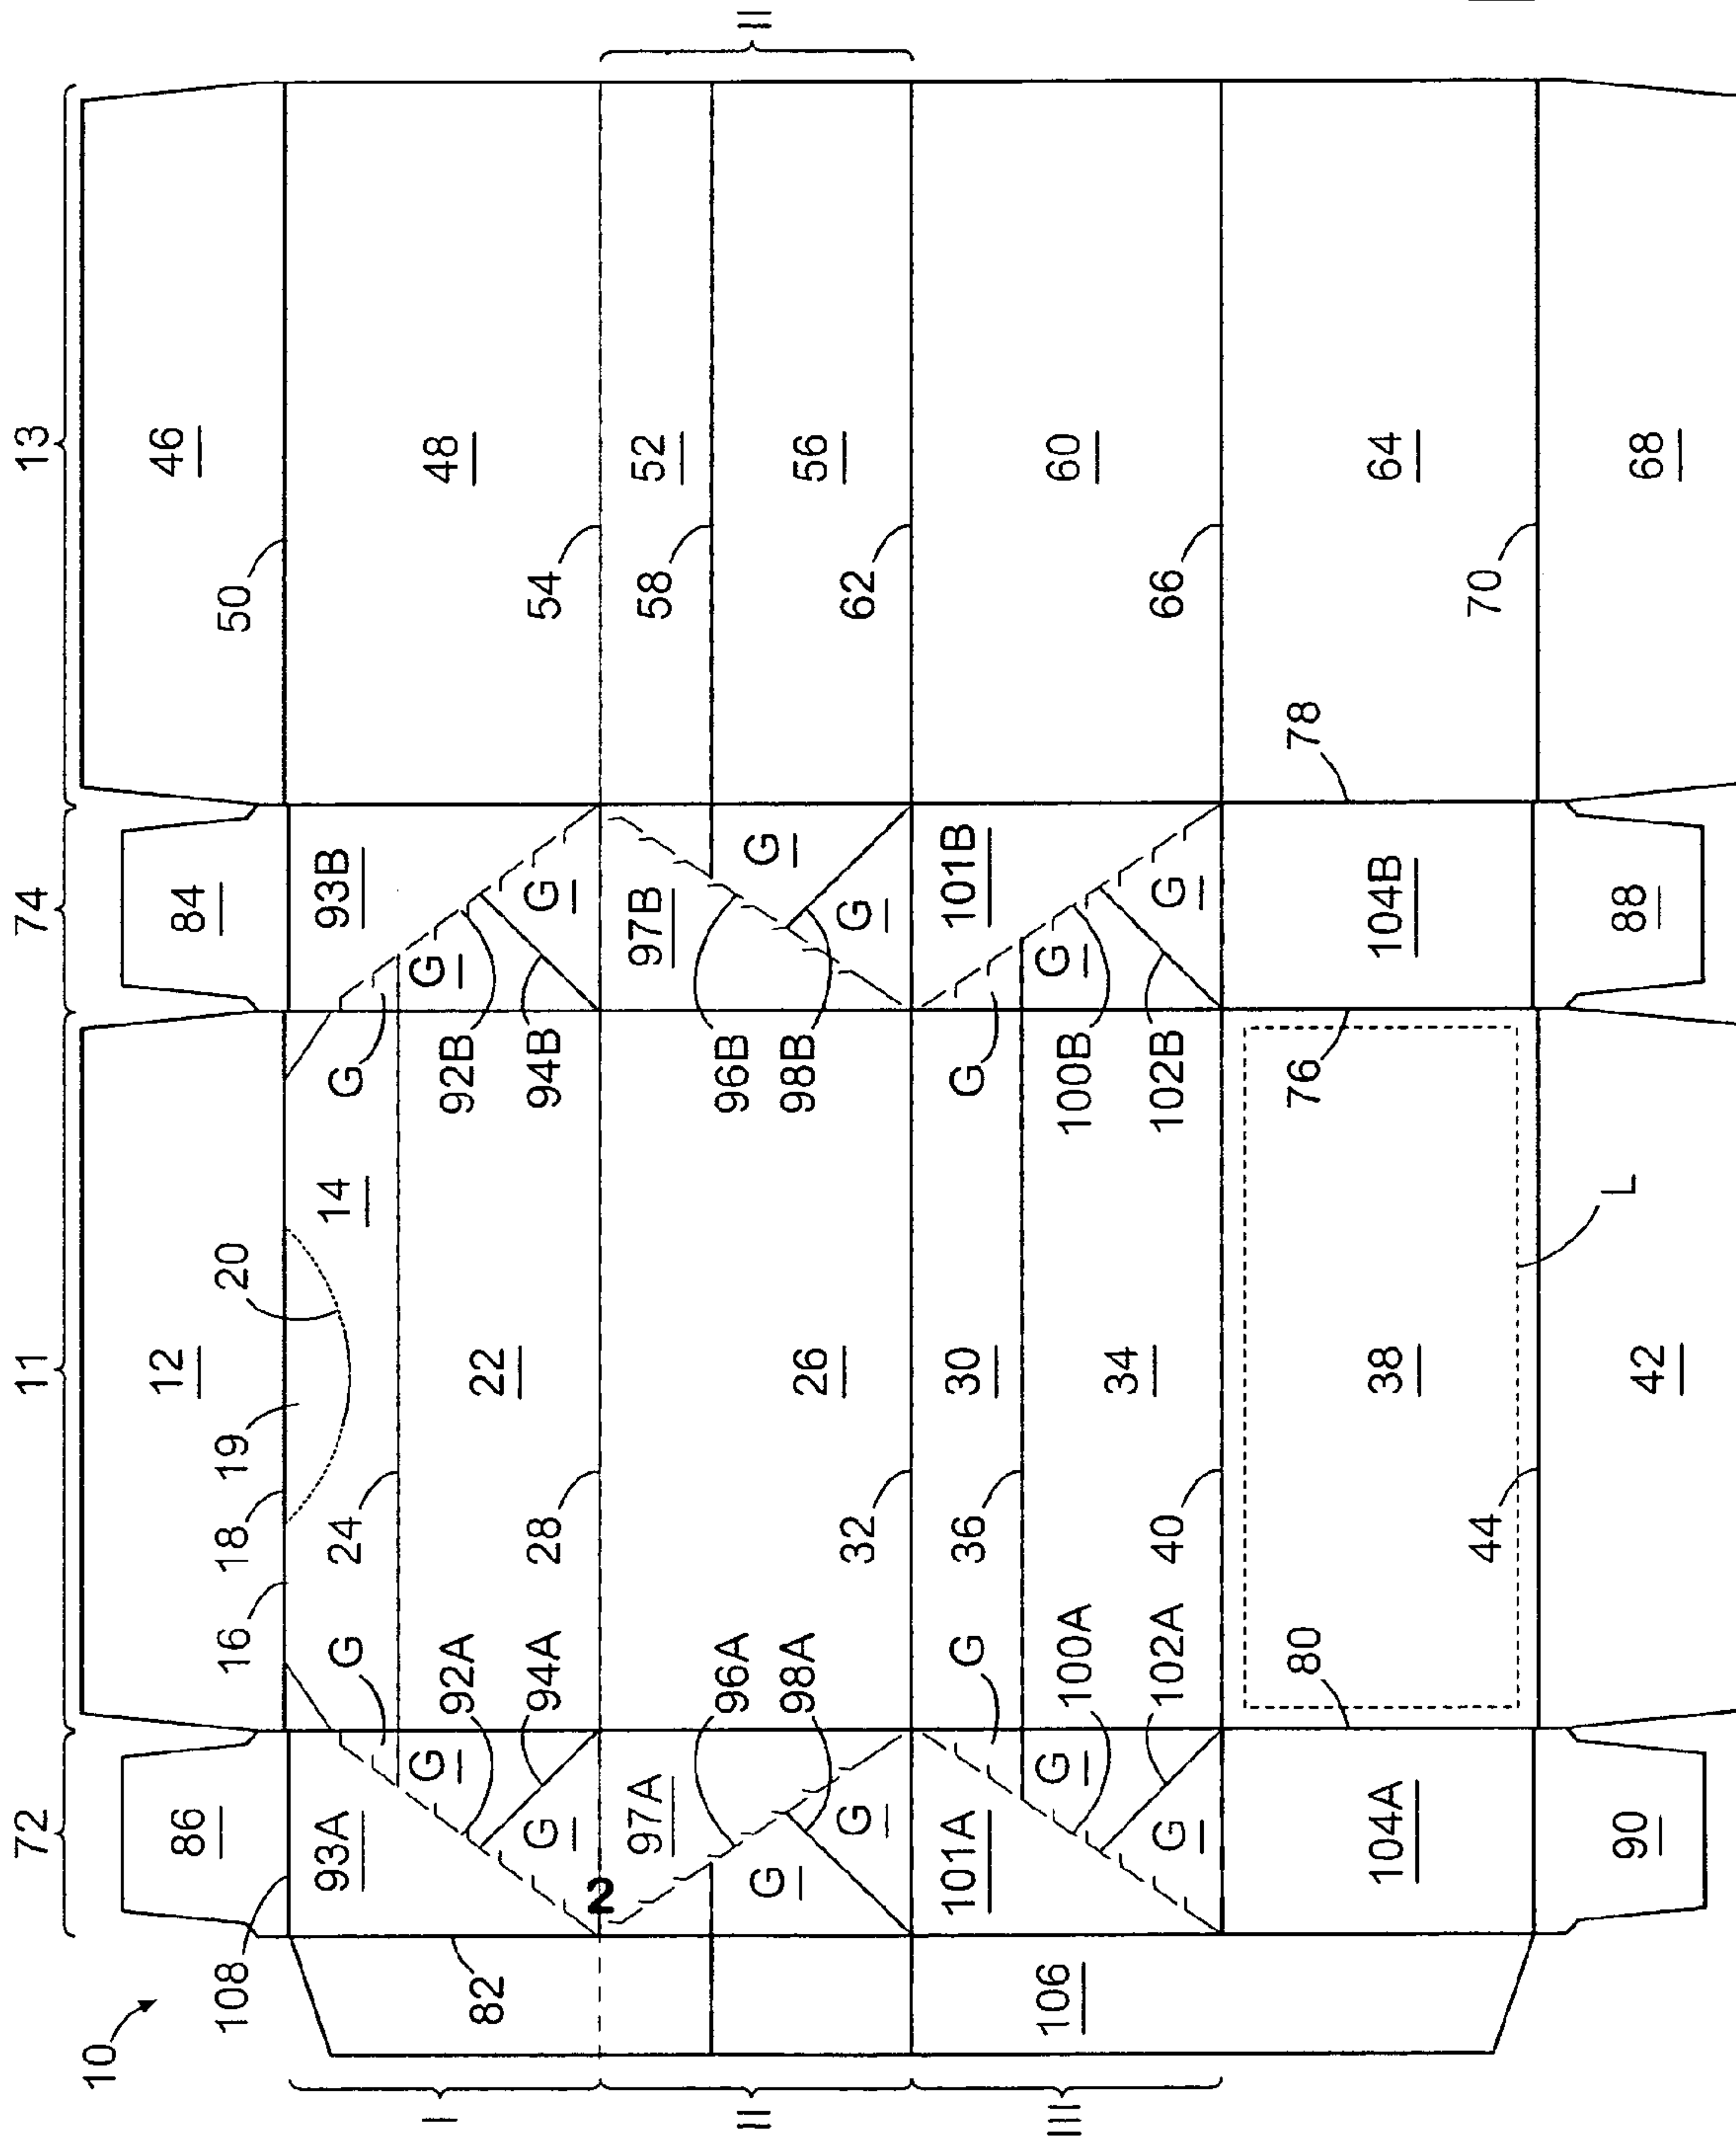 10
72
11
74
13
108
86
12
84
46
16
18
19
20
50
93A
14
93B
48
G
G
24
G
G
82
92A
22
92B
94A
94B
G
G
28
54
2
97A
97B
52
58
96A
96B
98A
98B
G
G
G
G
26
56
32
62
106
101A
G
30
G
101B
60
36
G
100A
100B
G
102A
34
102B
G
G
40
66
104A
80
38
76
104B
78
64
44
L
70
90
42
88
68
I
II
III
II